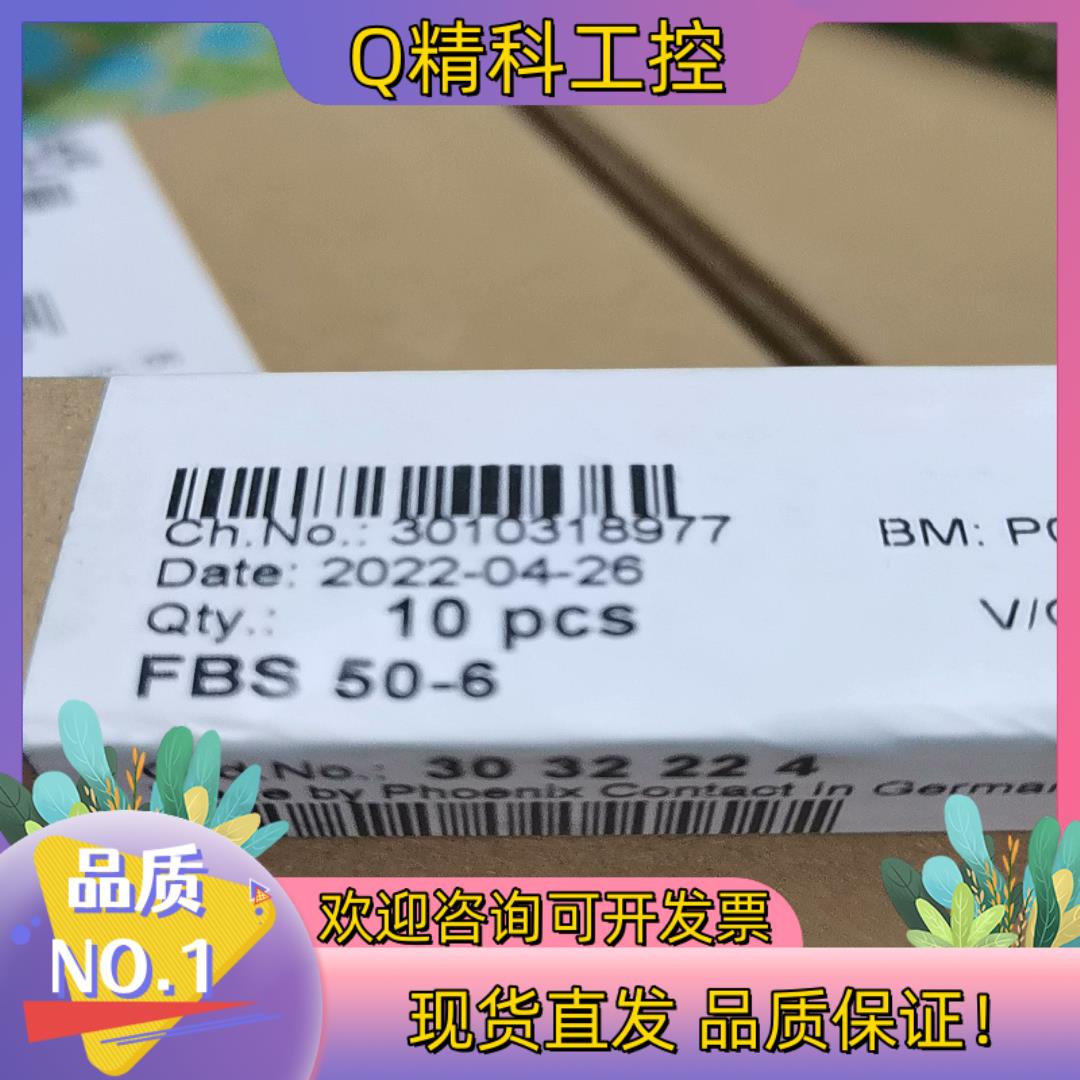 Q精科工控
Ch.No.: 3010318977
BM: P
Date: 2022-04-26
Qty.: 10 pcs
V/
FBS 50-6
d.No.: 30 32 22 4
by Phoenix Contact in German
品质
NO.1
欢迎咨询可开发票
现货直发 品质保证!